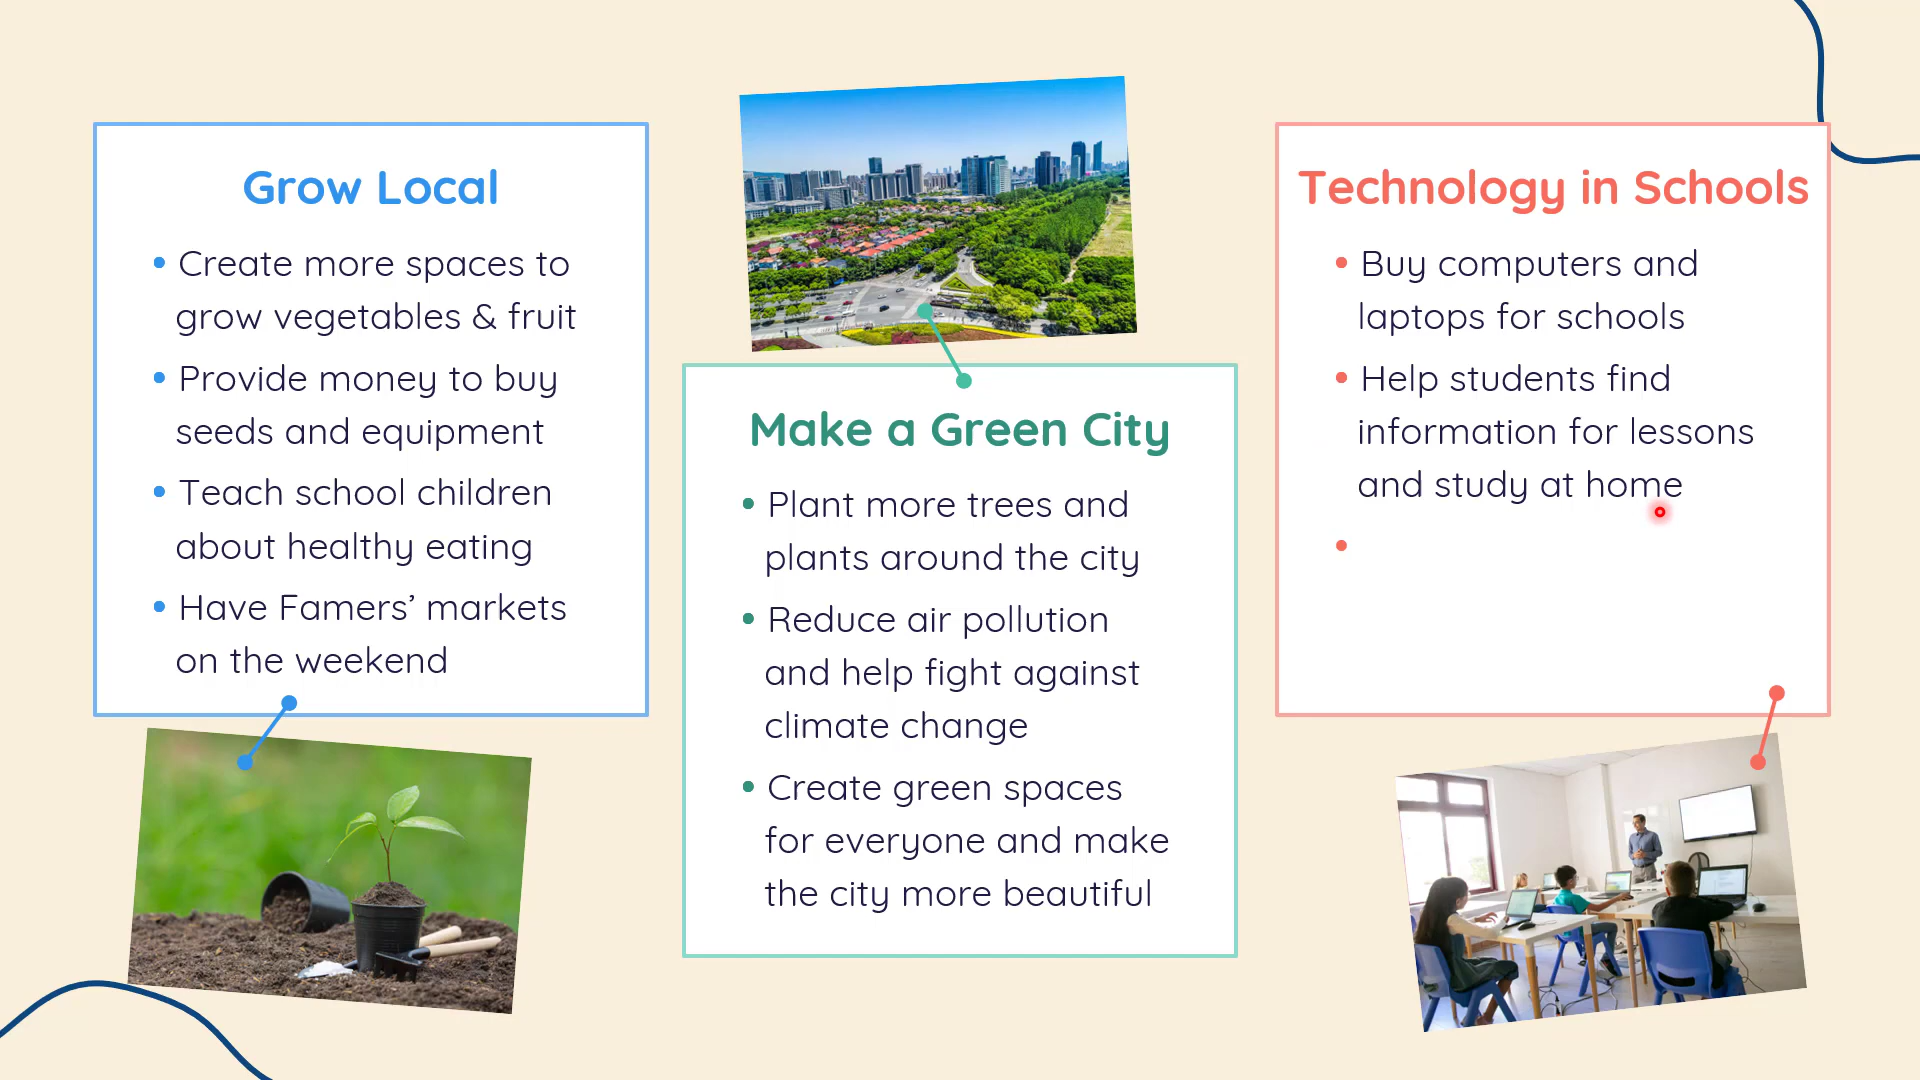 Grow Local
• Create more spaces to
grow vegetables & fruit
• Provide money to buy
seeds and equipment
• Teach school children
about healthy eating
• Have Famers’ markets
on the weekend
Make a Green City
• Plant more trees and
plants around the city
• Reduce air pollution
and help fight against
climate change
• Create green spaces
for everyone and make
the city more beautiful
Technology in Schools
• Buy computers and
laptops for schools
• Help students find
information for lessons
and study at home
•